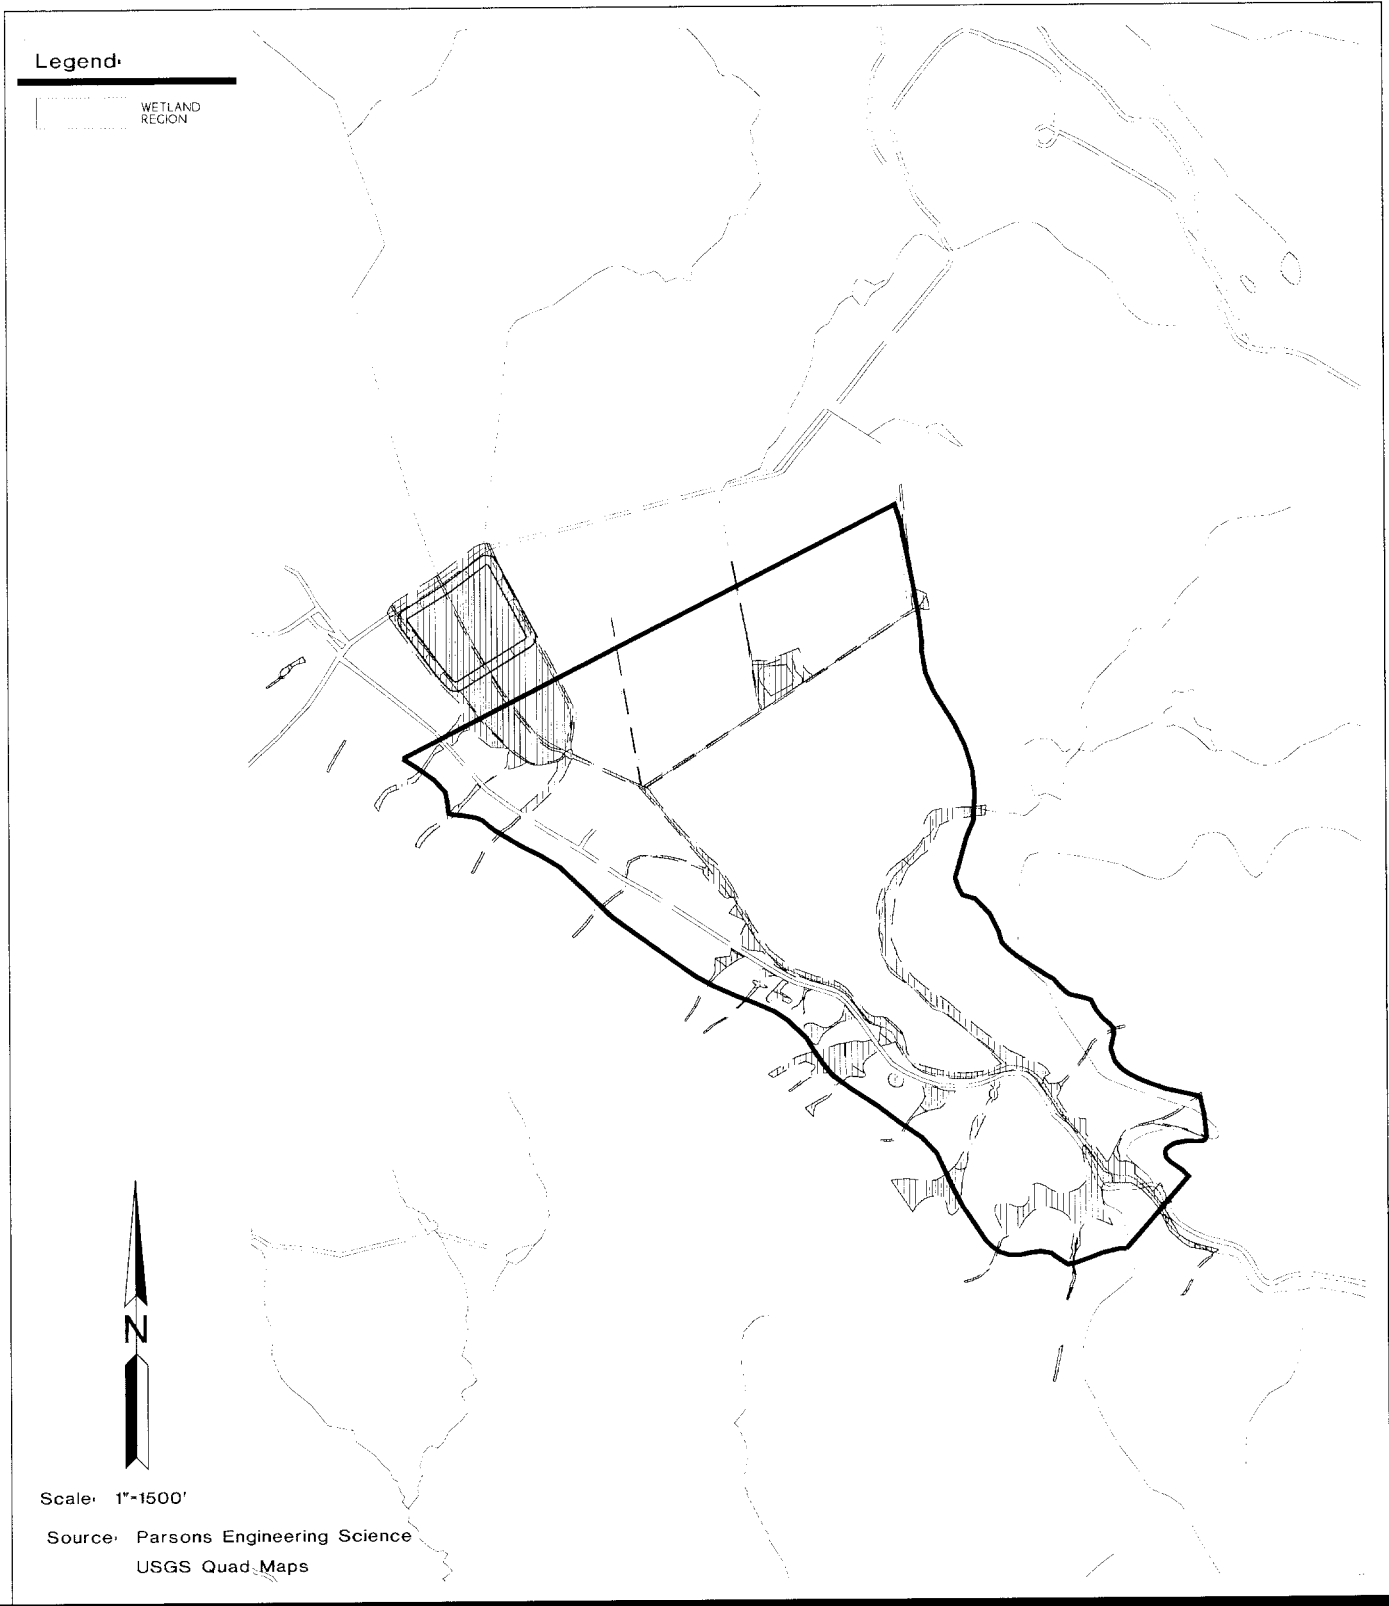 Legend:
WETLAND
REGION
N
Scale: 1"=1500'
Source: Parsons Engineering Science
USGS Quad Maps